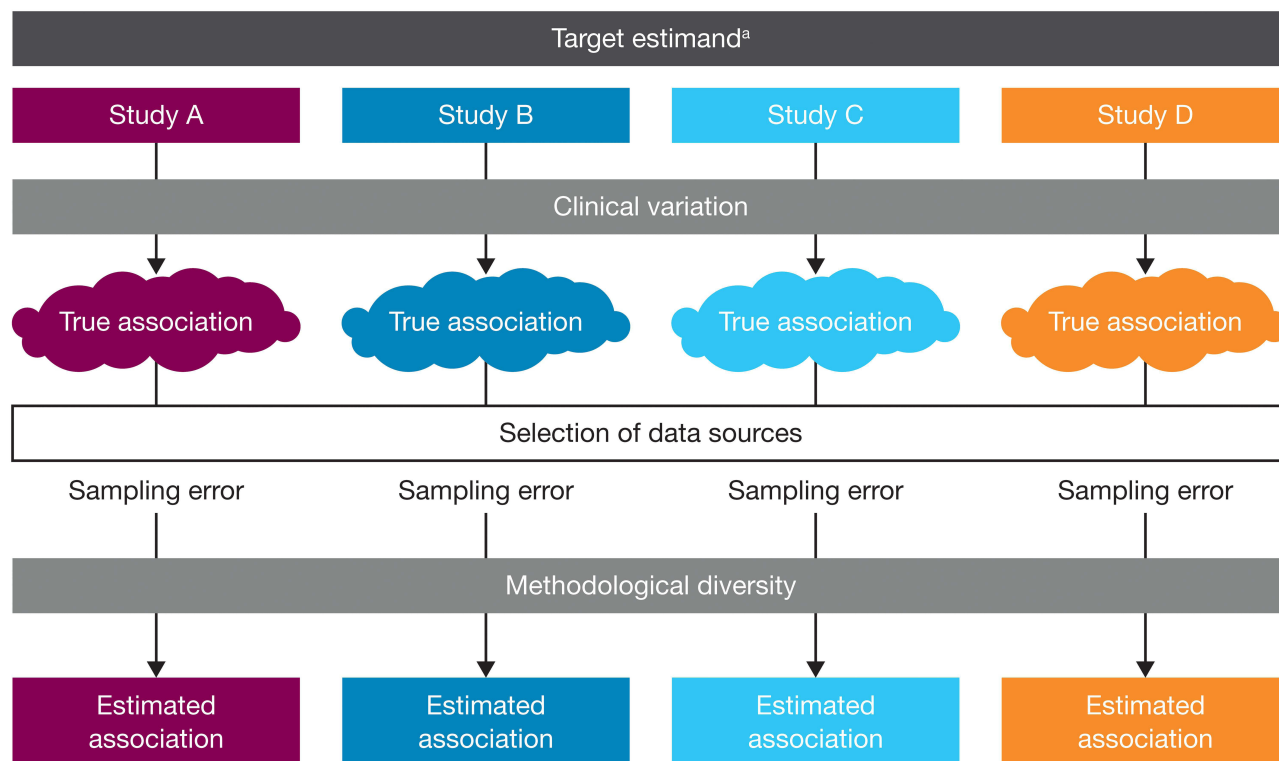 Target estimandᵃ
Study A
Study B
Study C
Study D
Clinical variation
True association
True association
True association
True association
Selection of data sources
Sampling error
Sampling error
Sampling error
Sampling error
Methodological diversity
Estimated
association
Estimated
association
Estimated
association
Estimated
association